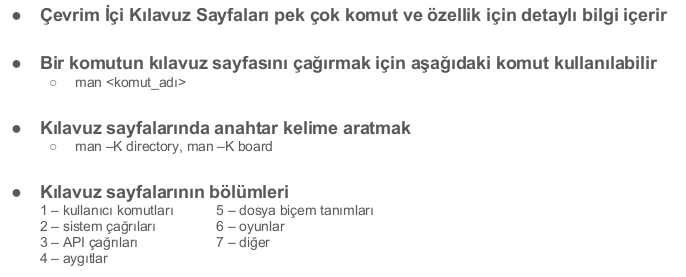 ● Çevrim İçi Kılavuz Sayfaları pek çok komut ve özellik için detaylı bilgi içerir
● Bir komutun kılavuz sayfasını çağırmak için aşağıdaki komut kullanılabilir
○ man <komut_adı>
● Kılavuz sayfalarında anahtar kelime aratmak
○ man –K directory, man –K board
● Kılavuz sayfalarının bölümleri
1 – kullanıcı komutları 5 – dosya biçem tanımları
2 – sistem çağrıları 6 – oyunlar
3 – API çağrıları 7 – diğer
4 – aygıtlar